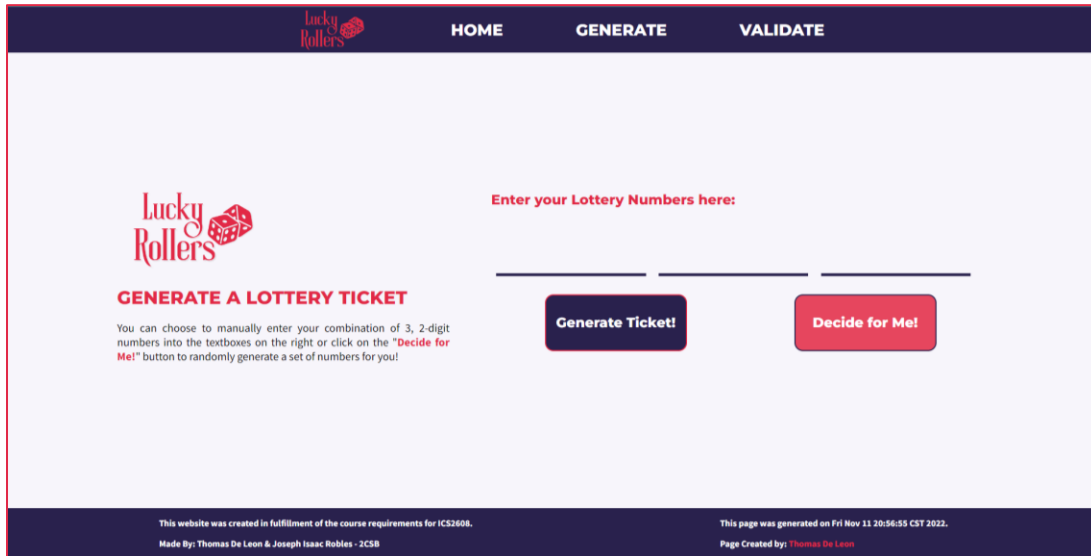 Lucky
Rollers
HOME GENERATE VALIDATE
Lucky
Rollers
GENERATE A LOTTERY TICKET
You can choose to manually enter your combination of 3, 2-digit
numbers into the textboxes on the right or click on the "Decide for
Me!" button to randomly generate a set of numbers for you!
Enter your Lottery Numbers here:
Generate Ticket!
Decide for Me!
This website was created in fulfillment of the course requirements for ICS2608.
Made By: Thomas De Leon & Joseph Isaac Robles - 2CSB
This page was generated on Fri Nov 11 20:56:55 CST 2022.
Page Created by: Thomas De Leon